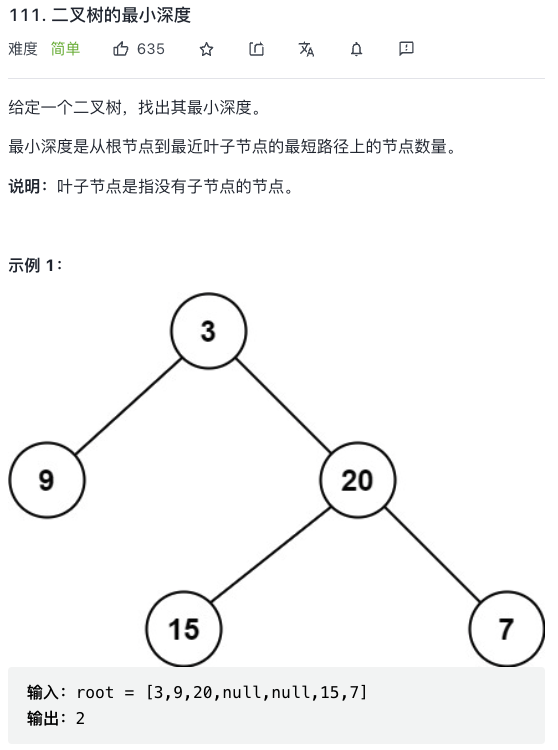 111. 二叉树的最小深度
难度 简单 635
给定一个二叉树，找出其最小深度。
最小深度是从根节点到最近叶子节点的最短路径上的节点数量。
说明：叶子节点是指没有子节点的节点。
示例 1：
3
9 20
15 7
输入：root = [3,9,20,null,null,15,7]
输出：2